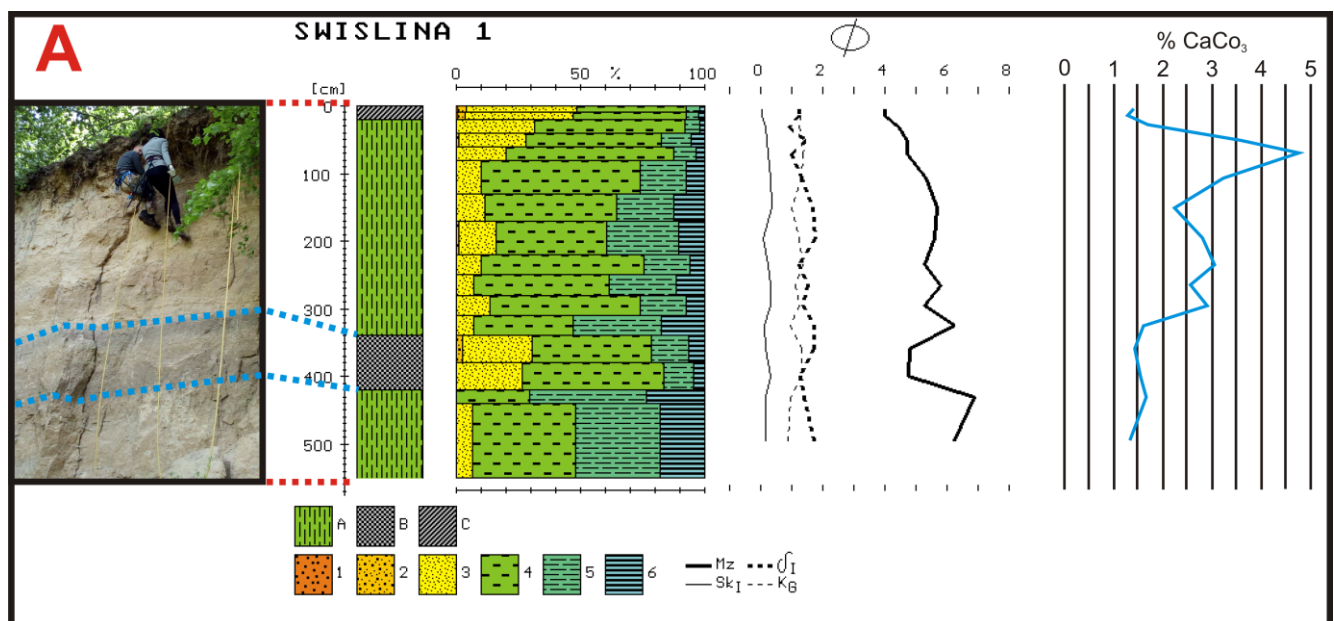 A
SWISLINA 1
% CaCo3
[cm]
0 50 % 100
0 2 4 6 8
0 1 2 3 4 5
0
100
200
300
400
500
A B C
1 2 3 4 5 6
Mz δI
SkI KG